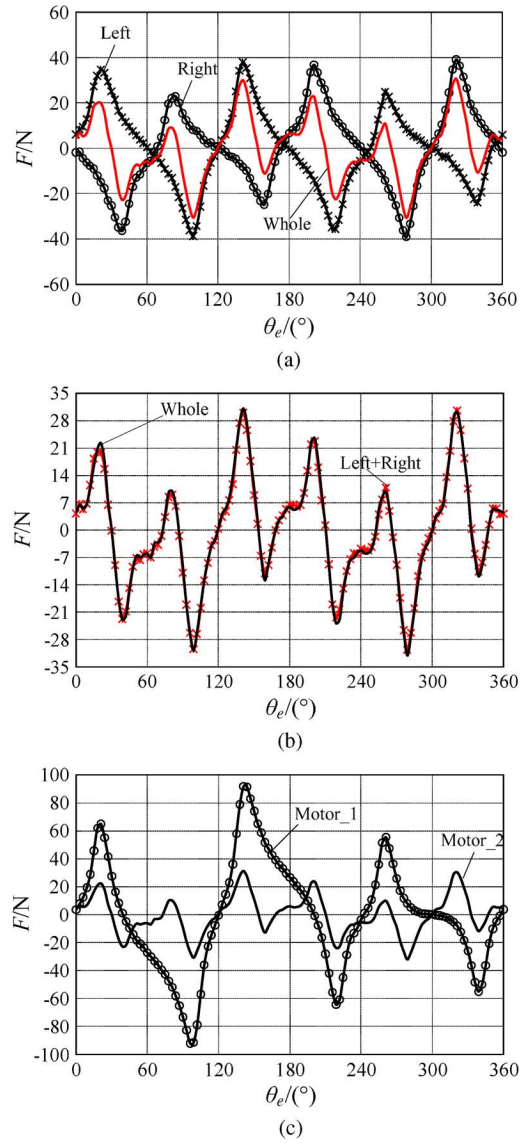 60
Left
40
Right
20
F/N
0
-20
Whole
-40
-60
0 60 120 180 240 300 360
θe/(°)
(a)
35
Whole
28
21
14
Left+Right
7
F/N
0
-7
-14
-21
-28
-35
0 60 120 180 240 300 360
θe/(°)
(b)
100
80
Motor_1
60
Motor_2
40
20
F/N
0
-20
-40
-60
-80
-100
0 60 120 180 240 300 360
θe/(°)
(c)